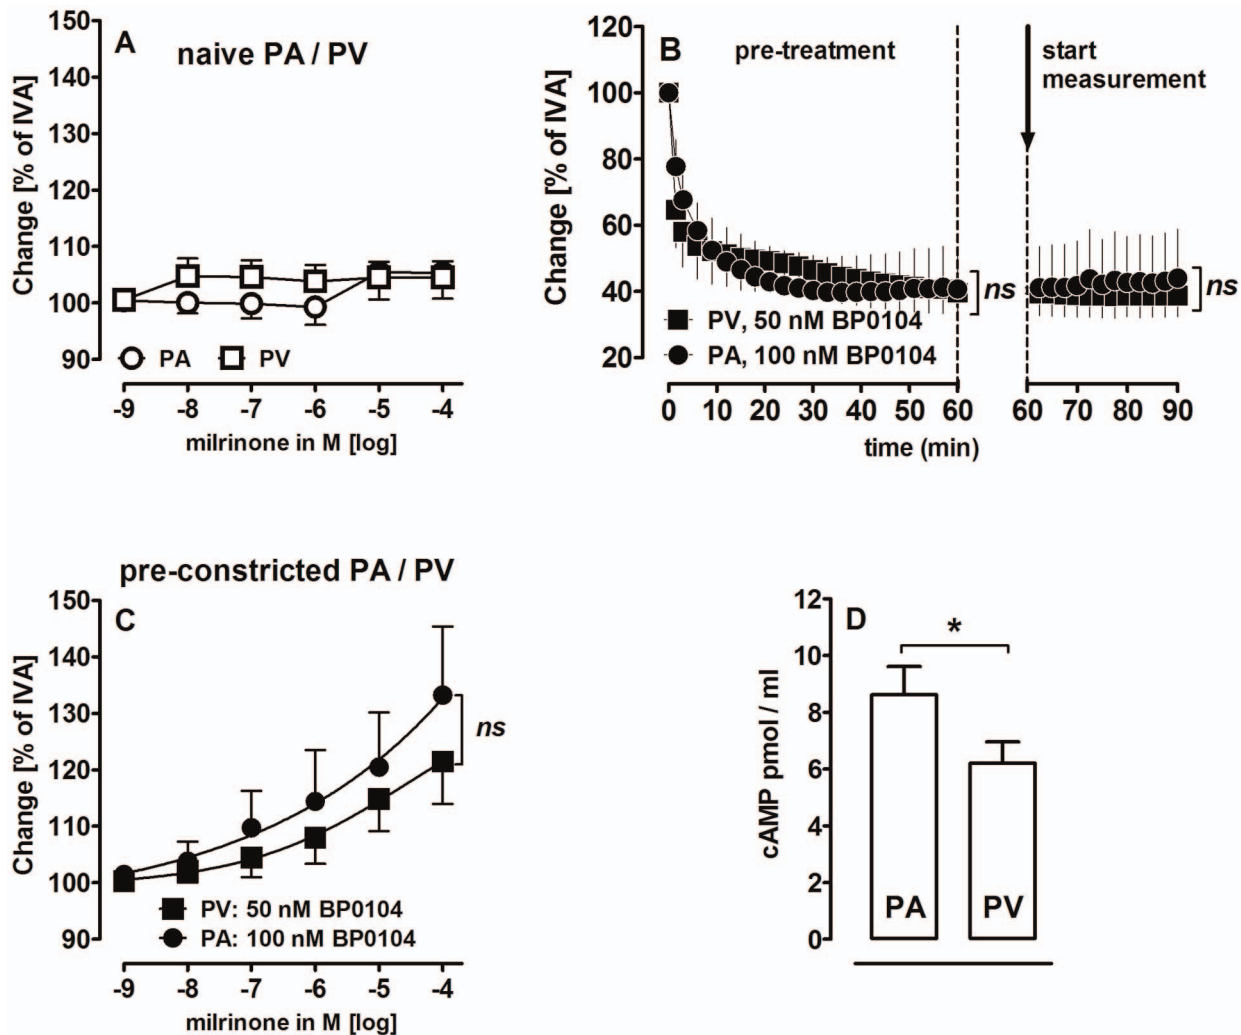 A
naive PA / PV
Change [% of IVA]
150
140
130
120
110
100
90
PA PV
-9 -8 -7 -6 -5 -4
milrinone in M [log]
B
pre-treatment
start
measurement
Change [% of IVA]
120
100
80
60
40
20
ns
ns
PV, 50 nM BP0104
PA, 100 nM BP0104
0 10 20 30 40 50 60 60 70 80 90
time (min)
pre-constricted PA / PV
C
Change [% of IVA]
150
140
130
120
110
100
90
ns
PV: 50 nM BP0104
PA: 100 nM BP0104
-9 -8 -7 -6 -5 -4
milrinone in M [log]
D
cAMP pmol / ml
12
10
8
6
4
2
0
*
PA PV